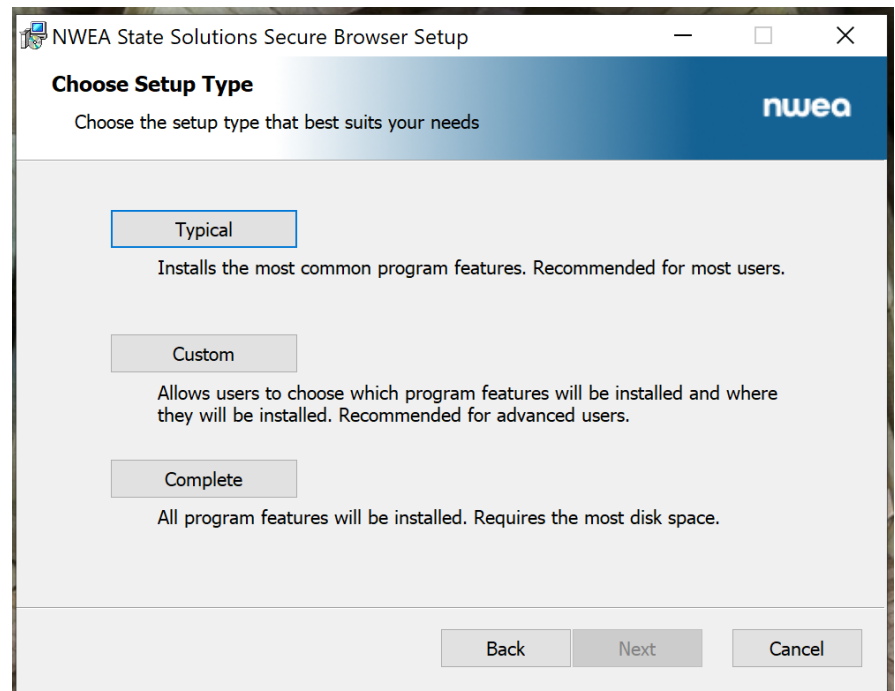 NWEA State Solutions Secure Browser Setup
Choose Setup Type
Choose the setup type that best suits your needs
nwea
Typical
Installs the most common program features. Recommended for most users.
Custom
Allows users to choose which program features will be installed and where
they will be installed. Recommended for advanced users.
Complete
All program features will be installed. Requires the most disk space.
Back Next Cancel